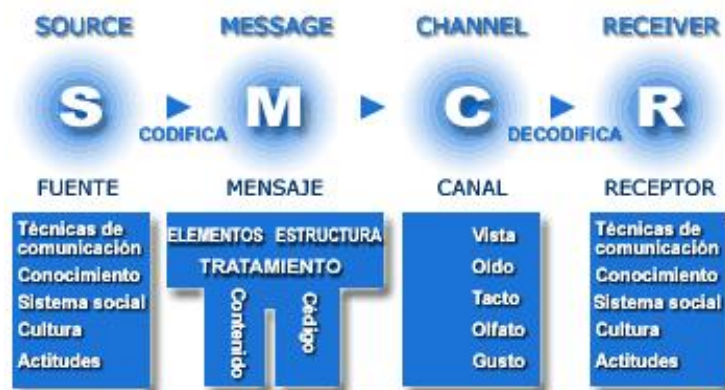 SOURCE MESSAGE CHANNEL RECEIVER
S M C R
CODIFICA DECODIFICA
FUENTE MENSAJE CANAL RECEPTOR
Técnicas de
comunicación
Conocimiento
Sistema social
Cultura
Actitudes
ELEMENTOS ESTRUCTURA
TRATAMIENTO
Contenido
Código
Vista
Oido
Tacto
Olfato
Gusto
Técnicas de
comunicación
Conocimiento
Sistema social
Cultura
Actitudes